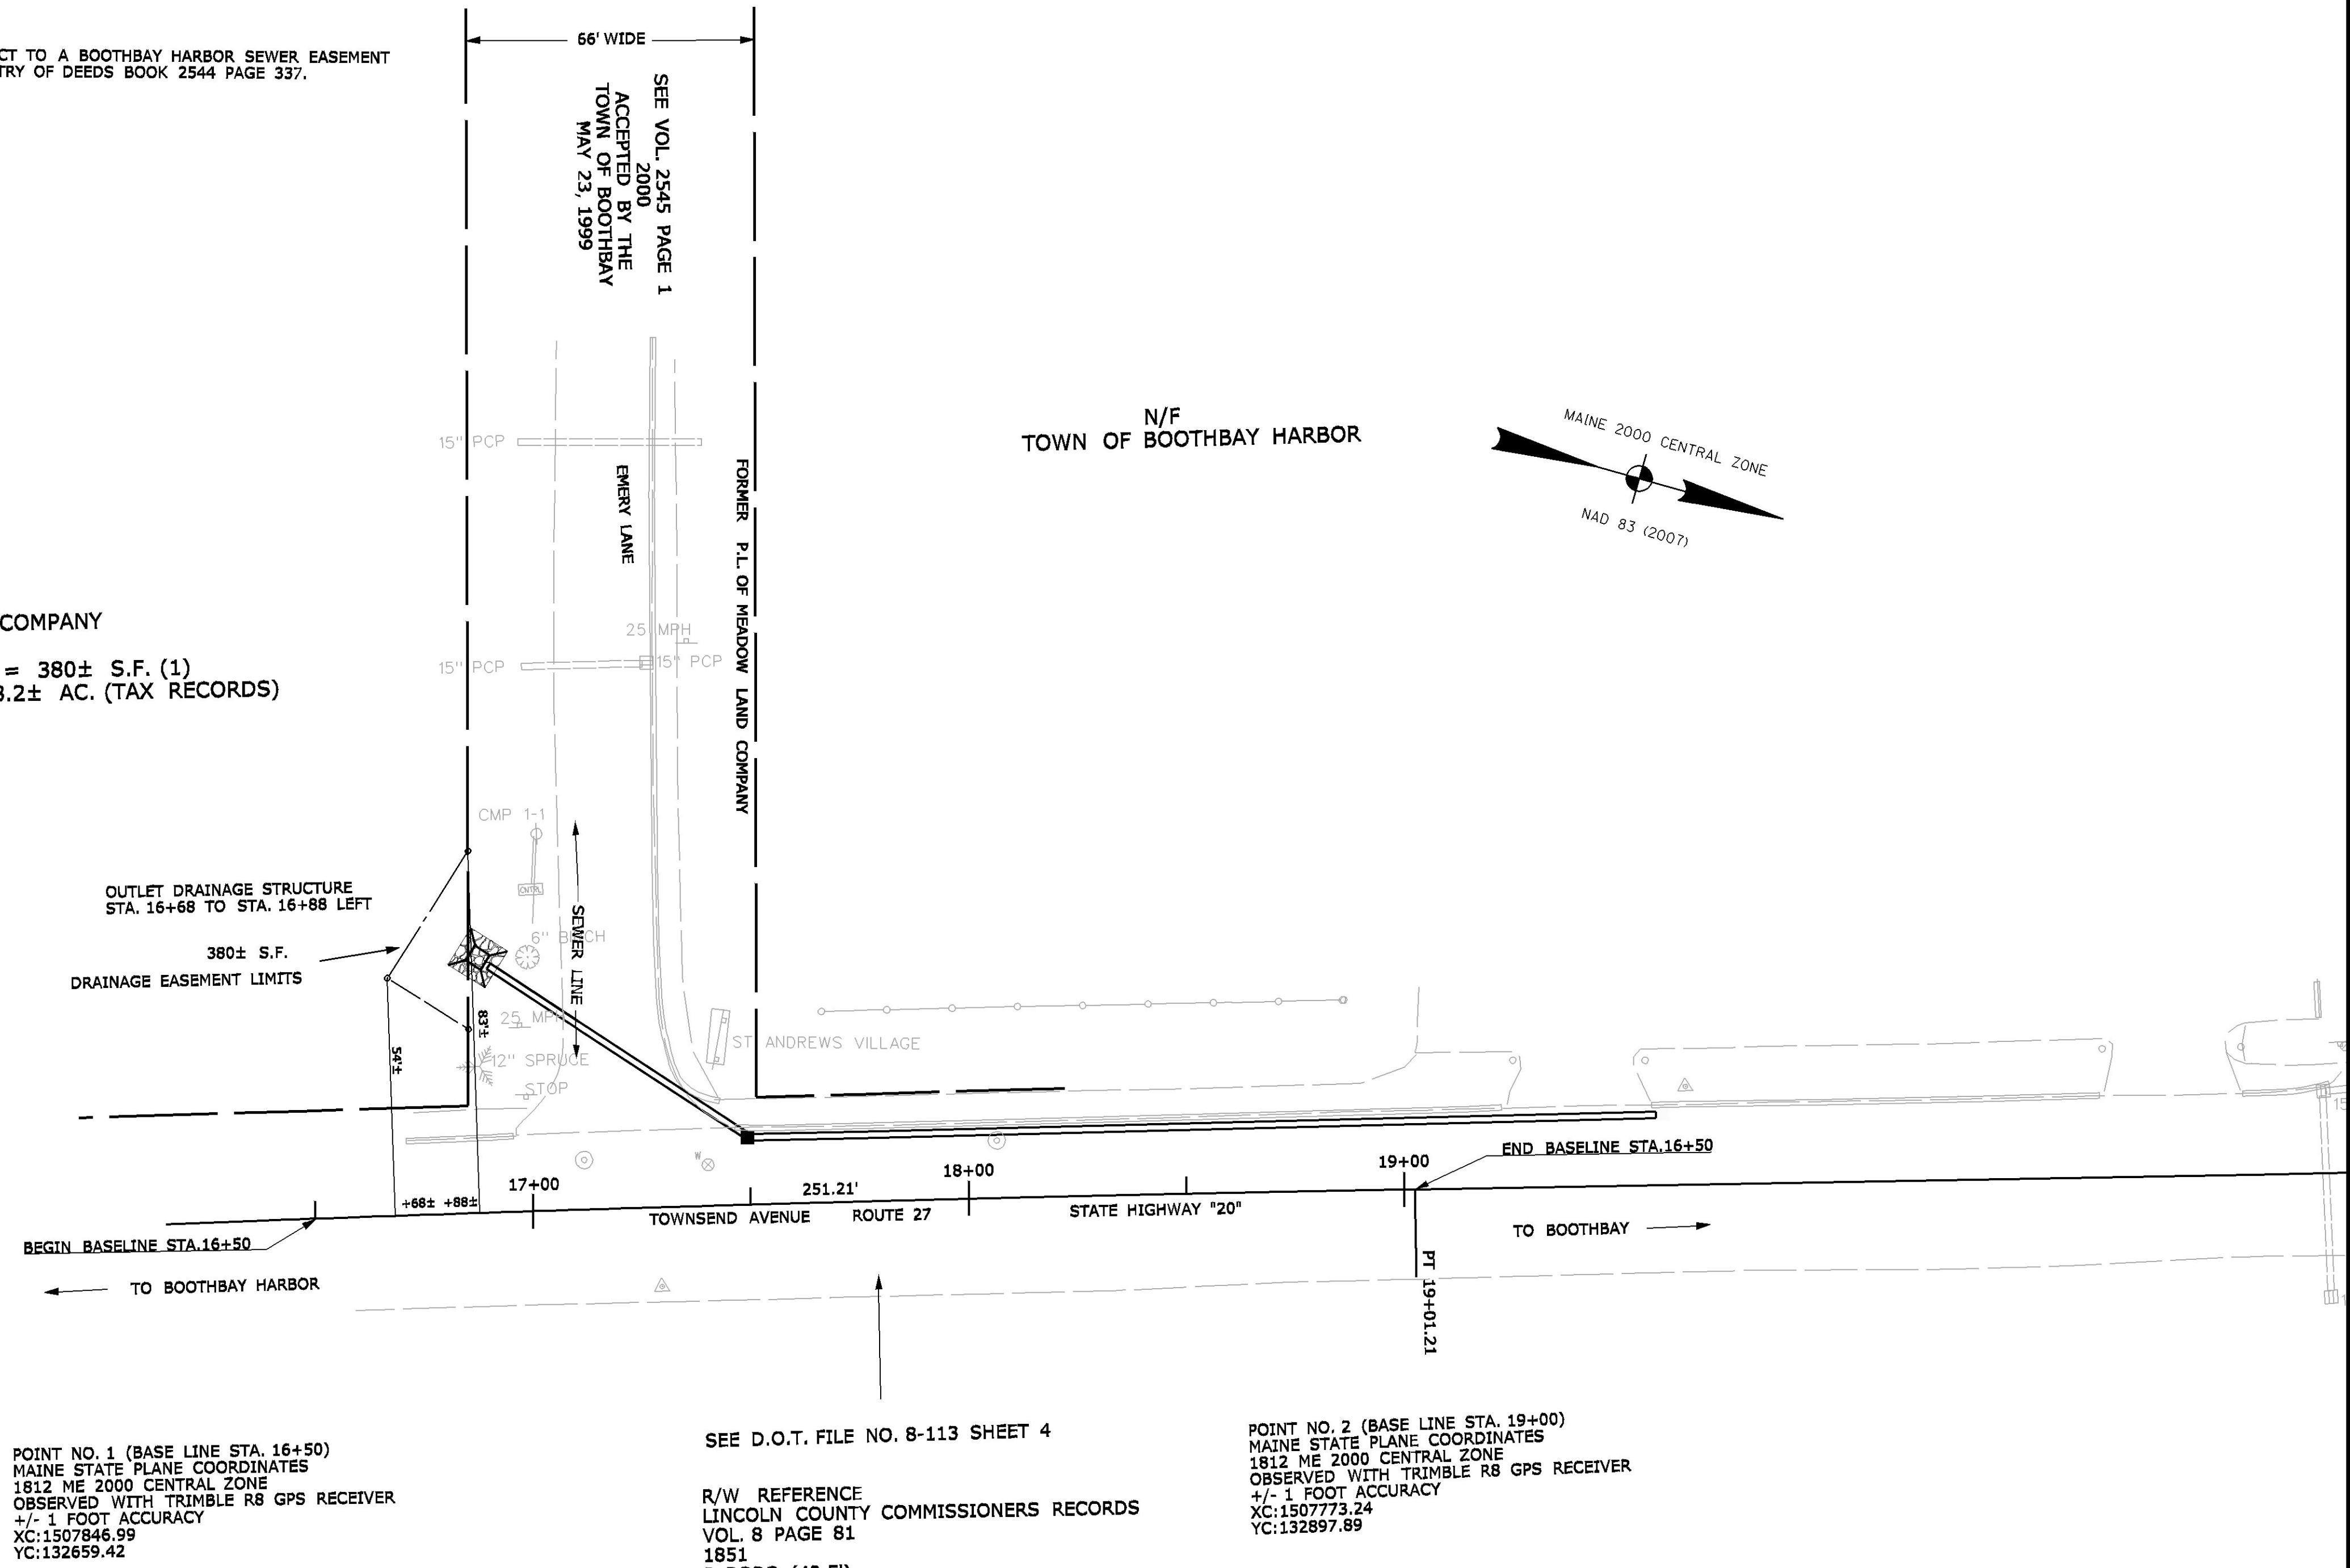 CT TO A BOOTHBAY HARBOR SEWER EASEMENT
TRY OF DEEDS BOOK 2544 PAGE 337.
66' WIDE
SEE VOL. 2545 PAGE 1
2000
ACCEPTED BY THE
TOWN OF BOOTHBAY
MAY 23, 1999
N/F
TOWN OF BOOTHBAY HARBOR
MAINE 2000 CENTRAL ZONE
NAD 83 (2007)
15" PCP
EMERY LANE
FORMER P.L. OF MEADOW LAND COMPANY
COMPANY
= 380± S.F. (1)
3.2± AC. (TAX RECORDS)
25 MPH
15" PCP
15" PCP
CMP 1-1
CNTRL
OUTLET DRAINAGE STRUCTURE
STA. 16+68 TO STA. 16+88 LEFT
380± S.F.
DRAINAGE EASEMENT LIMITS
6" BIRCH
SEWER LINE
83'±
54'±
25 MPH
12" SPRUCE
STOP
ST ANDREWS VILLAGE
W
+68± +88±
17+00
251.21'
18+00
19+00
END BASELINE STA.16+50
TOWNSEND AVENUE ROUTE 27
STATE HIGHWAY "20"
TO BOOTHBAY
BEGIN BASELINE STA.16+50
TO BOOTHBAY HARBOR
PT 19+01.21
POINT NO. 1 (BASE LINE STA. 16+50)
MAINE STATE PLANE COORDINATES
1812 ME 2000 CENTRAL ZONE
OBSERVED WITH TRIMBLE R8 GPS RECEIVER
+/- 1 FOOT ACCURACY
XC:1507846.99
YC:132659.42
SEE D.O.T. FILE NO. 8-113 SHEET 4
R/W REFERENCE
LINCOLN COUNTY COMMISSIONERS RECORDS
VOL. 8 PAGE 81
1851
POINT NO. 2 (BASE LINE STA. 19+00)
MAINE STATE PLANE COORDINATES
1812 ME 2000 CENTRAL ZONE
OBSERVED WITH TRIMBLE R8 GPS RECEIVER
+/- 1 FOOT ACCURACY
XC:1507773.24
YC:132897.89